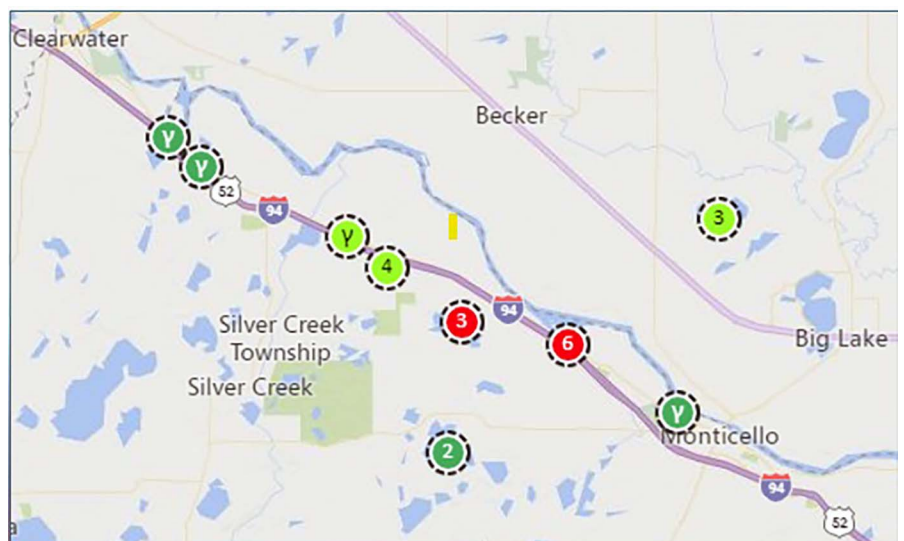 Clearwater
Becker
ץ
ץ
52
94
3
ץ
4
94
3
Silver Creek
Township
6
Big Lake
Silver Creek
ץ
Monticello
2
94
52
a